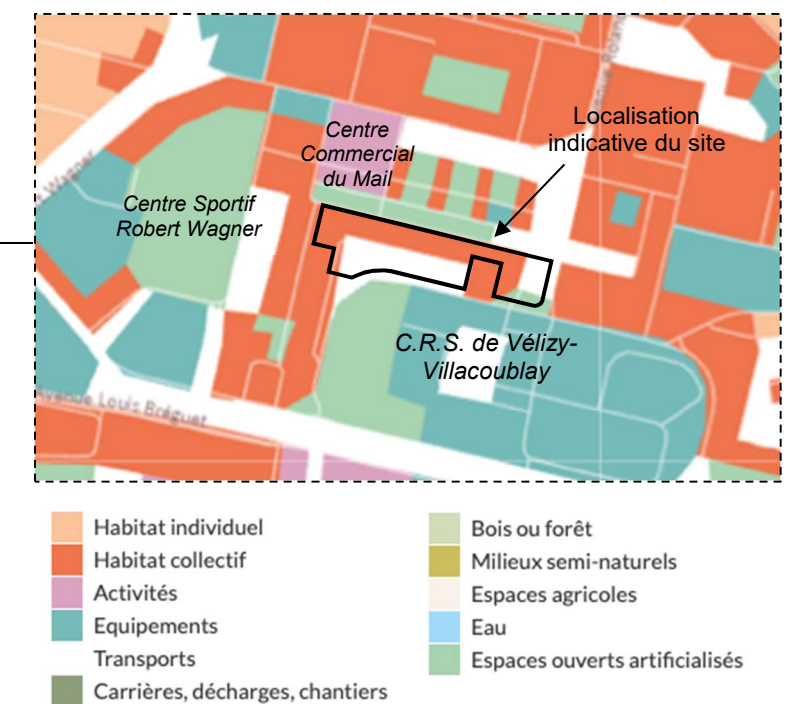 Centre
Commercial
du Mail
Localisation
indicative du site
Centre Sportif
Robert Wagner
Wagner
C.R.S. de Vélizy-
Villacoublay
Avenue Louis Bréguet
Habitat individuel
Habitat collectif
Activités
Equipements
Transports
Carrières, décharges, chantiers
Bois ou forêt
Milieux semi-naturels
Espaces agricoles
Eau
Espaces ouverts artificialisés